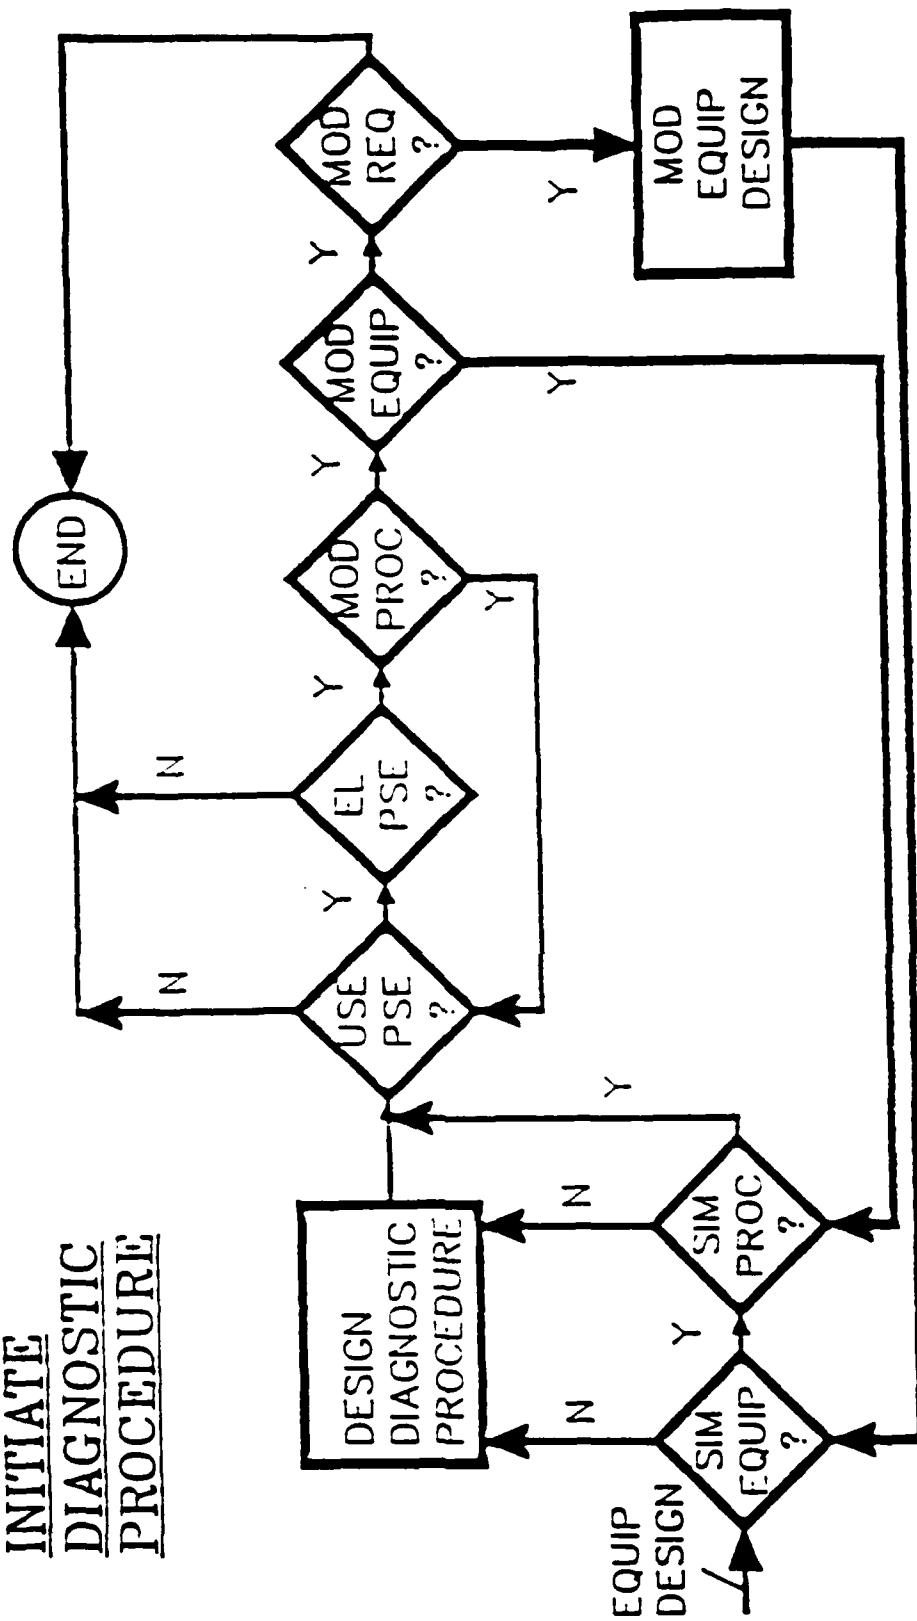 INITIATE
DIAGNOSTIC
PROCEDURE
EQUIP
DESIGN
SIM
EQUIP
?
N
Y
SIM
PROC
?
N
Y
DESIGN
DIAGNOSTIC
PROCEDURE
USE
PSE
?
N
Y
EL
PSE
?
N
Y
MOD
PROC
?
Y
Y
MOD
EQUIP
?
Y
Y
MOD
REQ
?
Y
MOD
EQUIP
DESIGN
END